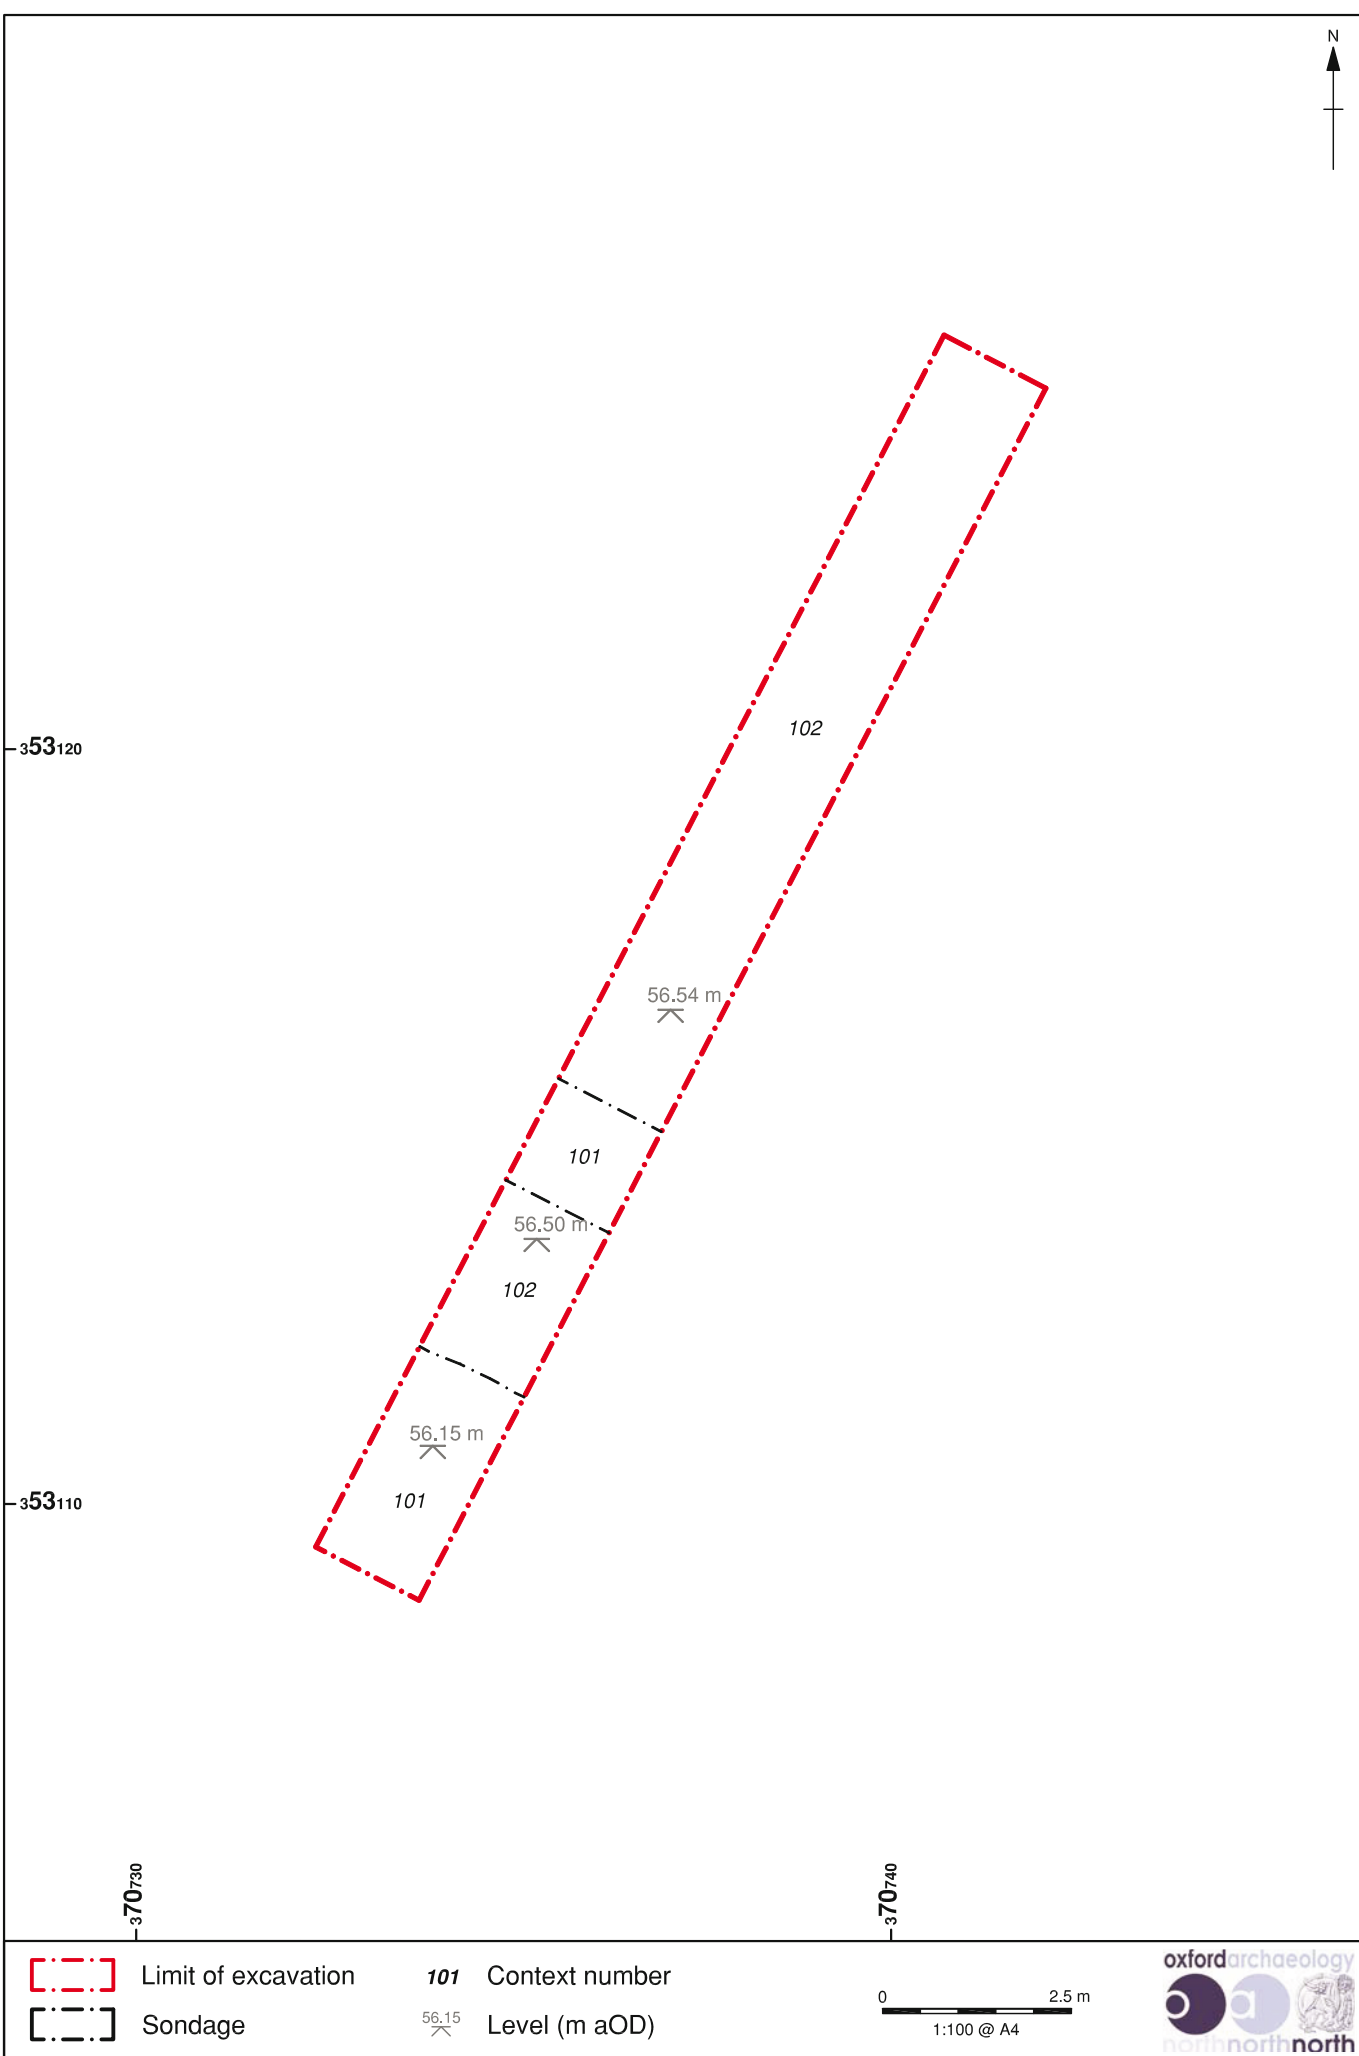 N
102
353120
56.54 m
101
56.50 m
102
56.15 m
101
353110
370730
370740
Limit of excavation
101 Context number
Sondage
56.15 Level (m aOD)
0 2.5 m
1:100 @ A4
oxfordarchaeology
northnorthnorth